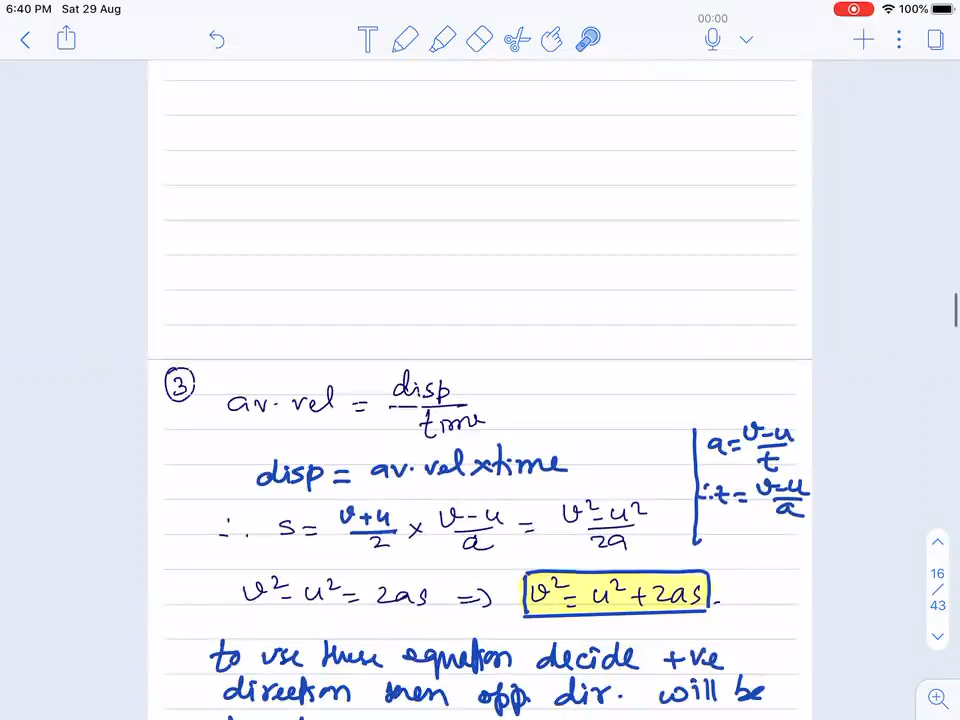 6:40 PM Sat 29 Aug
100%
00:00
③ av. vel = disp/time
disp = av. vel × time
a = v-u/t
∴ t = v-u/a
∴ s = v+u/2 × v-u/a = v²-u²/2a
v² - u² = 2as ⇒ v² = u² + 2as.
to use these equation decide +ve
direction then opp. dir. will be
16
/
43